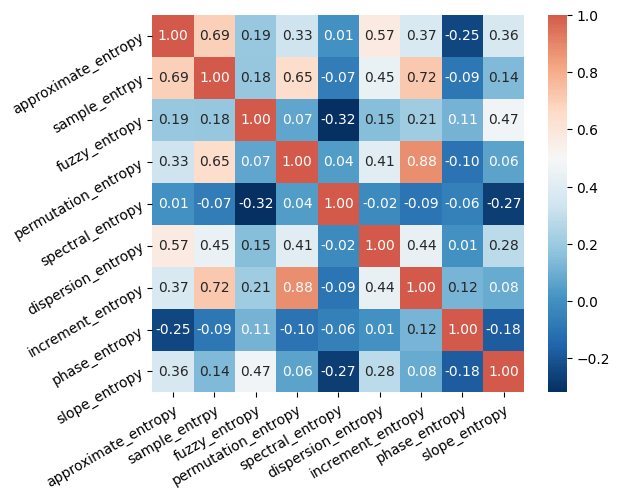 approximate_entropy 1.00 0.69 0.19 0.33 0.01 0.57 0.37 -0.25 0.36
sample_entrpy 0.69 1.00 0.18 0.65 -0.07 0.45 0.72 -0.09 0.14
fuzzy_entropy 0.19 0.18 1.00 0.07 -0.32 0.15 0.21 0.11 0.47
permutation_entropy 0.33 0.65 0.07 1.00 0.04 0.41 0.88 -0.10 0.06
spectral_entropy 0.01 -0.07 -0.32 0.04 1.00 -0.02 -0.09 -0.06 -0.27
dispersion_entropy 0.57 0.45 0.15 0.41 -0.02 1.00 0.44 0.01 0.28
increment_entropy 0.37 0.72 0.21 0.88 -0.09 0.44 1.00 0.12 0.08
phase_entropy -0.25 -0.09 0.11 -0.10 -0.06 0.01 0.12 1.00 -0.18
slope_entropy 0.36 0.14 0.47 0.06 -0.27 0.28 0.08 -0.18 1.00
approximate_entropy
sample_entrpy
fuzzy_entropy
permutation_entropy
spectral_entropy
dispersion_entropy
increment_entropy
phase_entropy
slope_entropy
1.0
0.8
0.6
0.4
0.2
0.0
−0.2